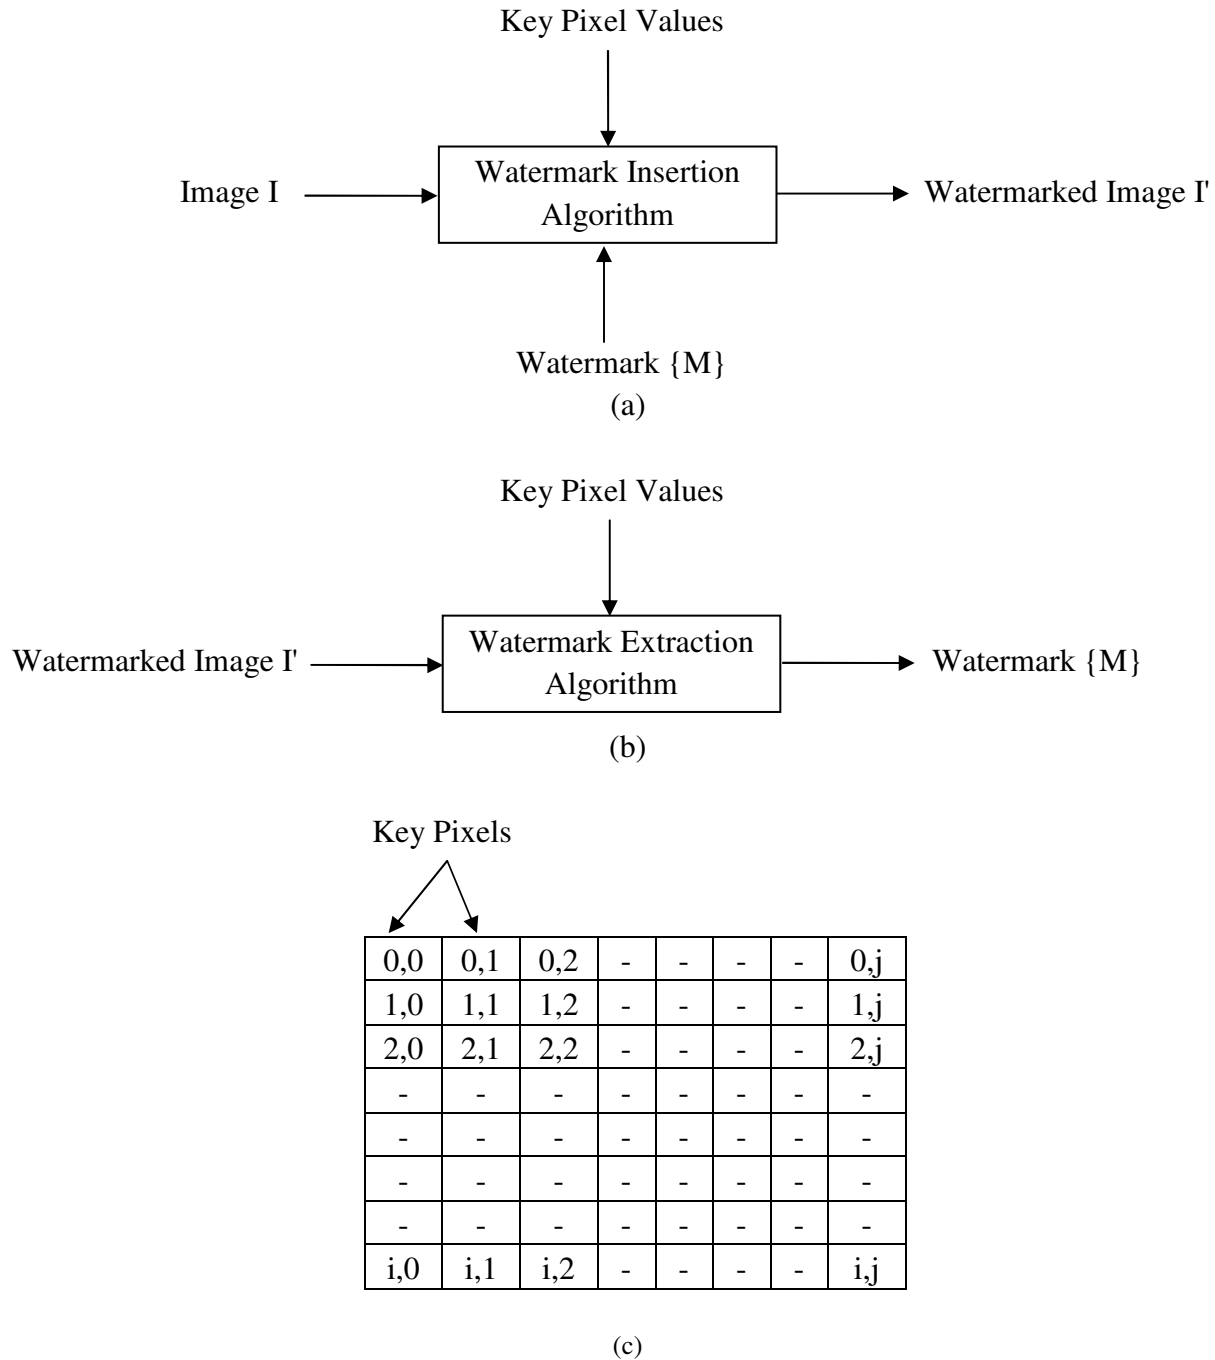 Key Pixel Values
Image I
Watermark Insertion
Algorithm
Watermarked Image I'
Watermark {M}
(a)
Key Pixel Values
Watermarked Image I'
Watermark Extraction
Algorithm
Watermark {M}
(b)
Key Pixels
0,0 0,1 0,2 - - - - 0,j
1,0 1,1 1,2 - - - - 1,j
2,0 2,1 2,2 - - - - 2,j
- - - - - - - -
- - - - - - - -
- - - - - - - -
- - - - - - - -
i,0 i,1 i,2 - - - - i,j
(c)